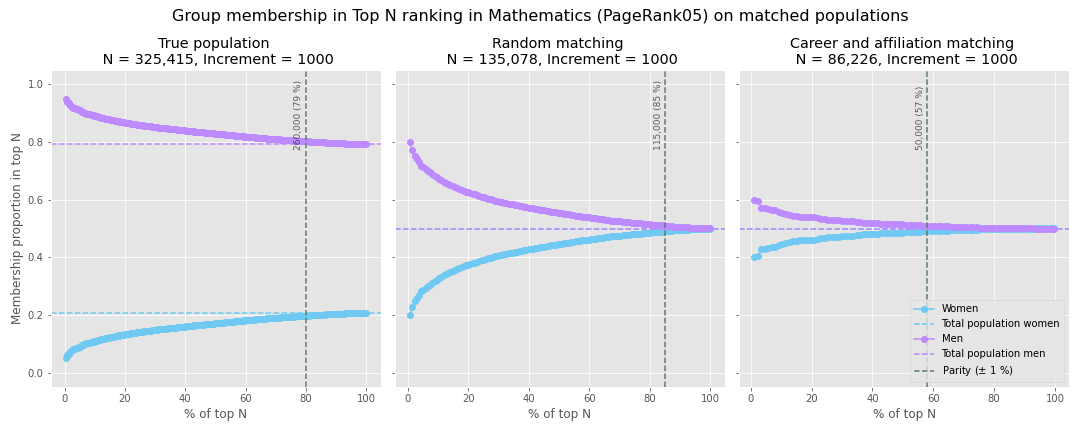 Group membership in Top N ranking in Mathematics (PageRank05) on matched populations
True population
N = 325,415, Increment = 1000
Random matching
N = 135,078, Increment = 1000
Career and affiliation matching
N = 86,226, Increment = 1000
Membership proportion in top N
1.0
0.8
0.6
0.4
0.2
0.0
260,000 (79 %)
115,000 (85 %)
50,000 (57 %)
Women
Total population women
Men
Total population men
Parity (± 1 %)
0 20 40 60 80 100
0 20 40 60 80 100
0 20 40 60 80 100
% of top N
% of top N
% of top N